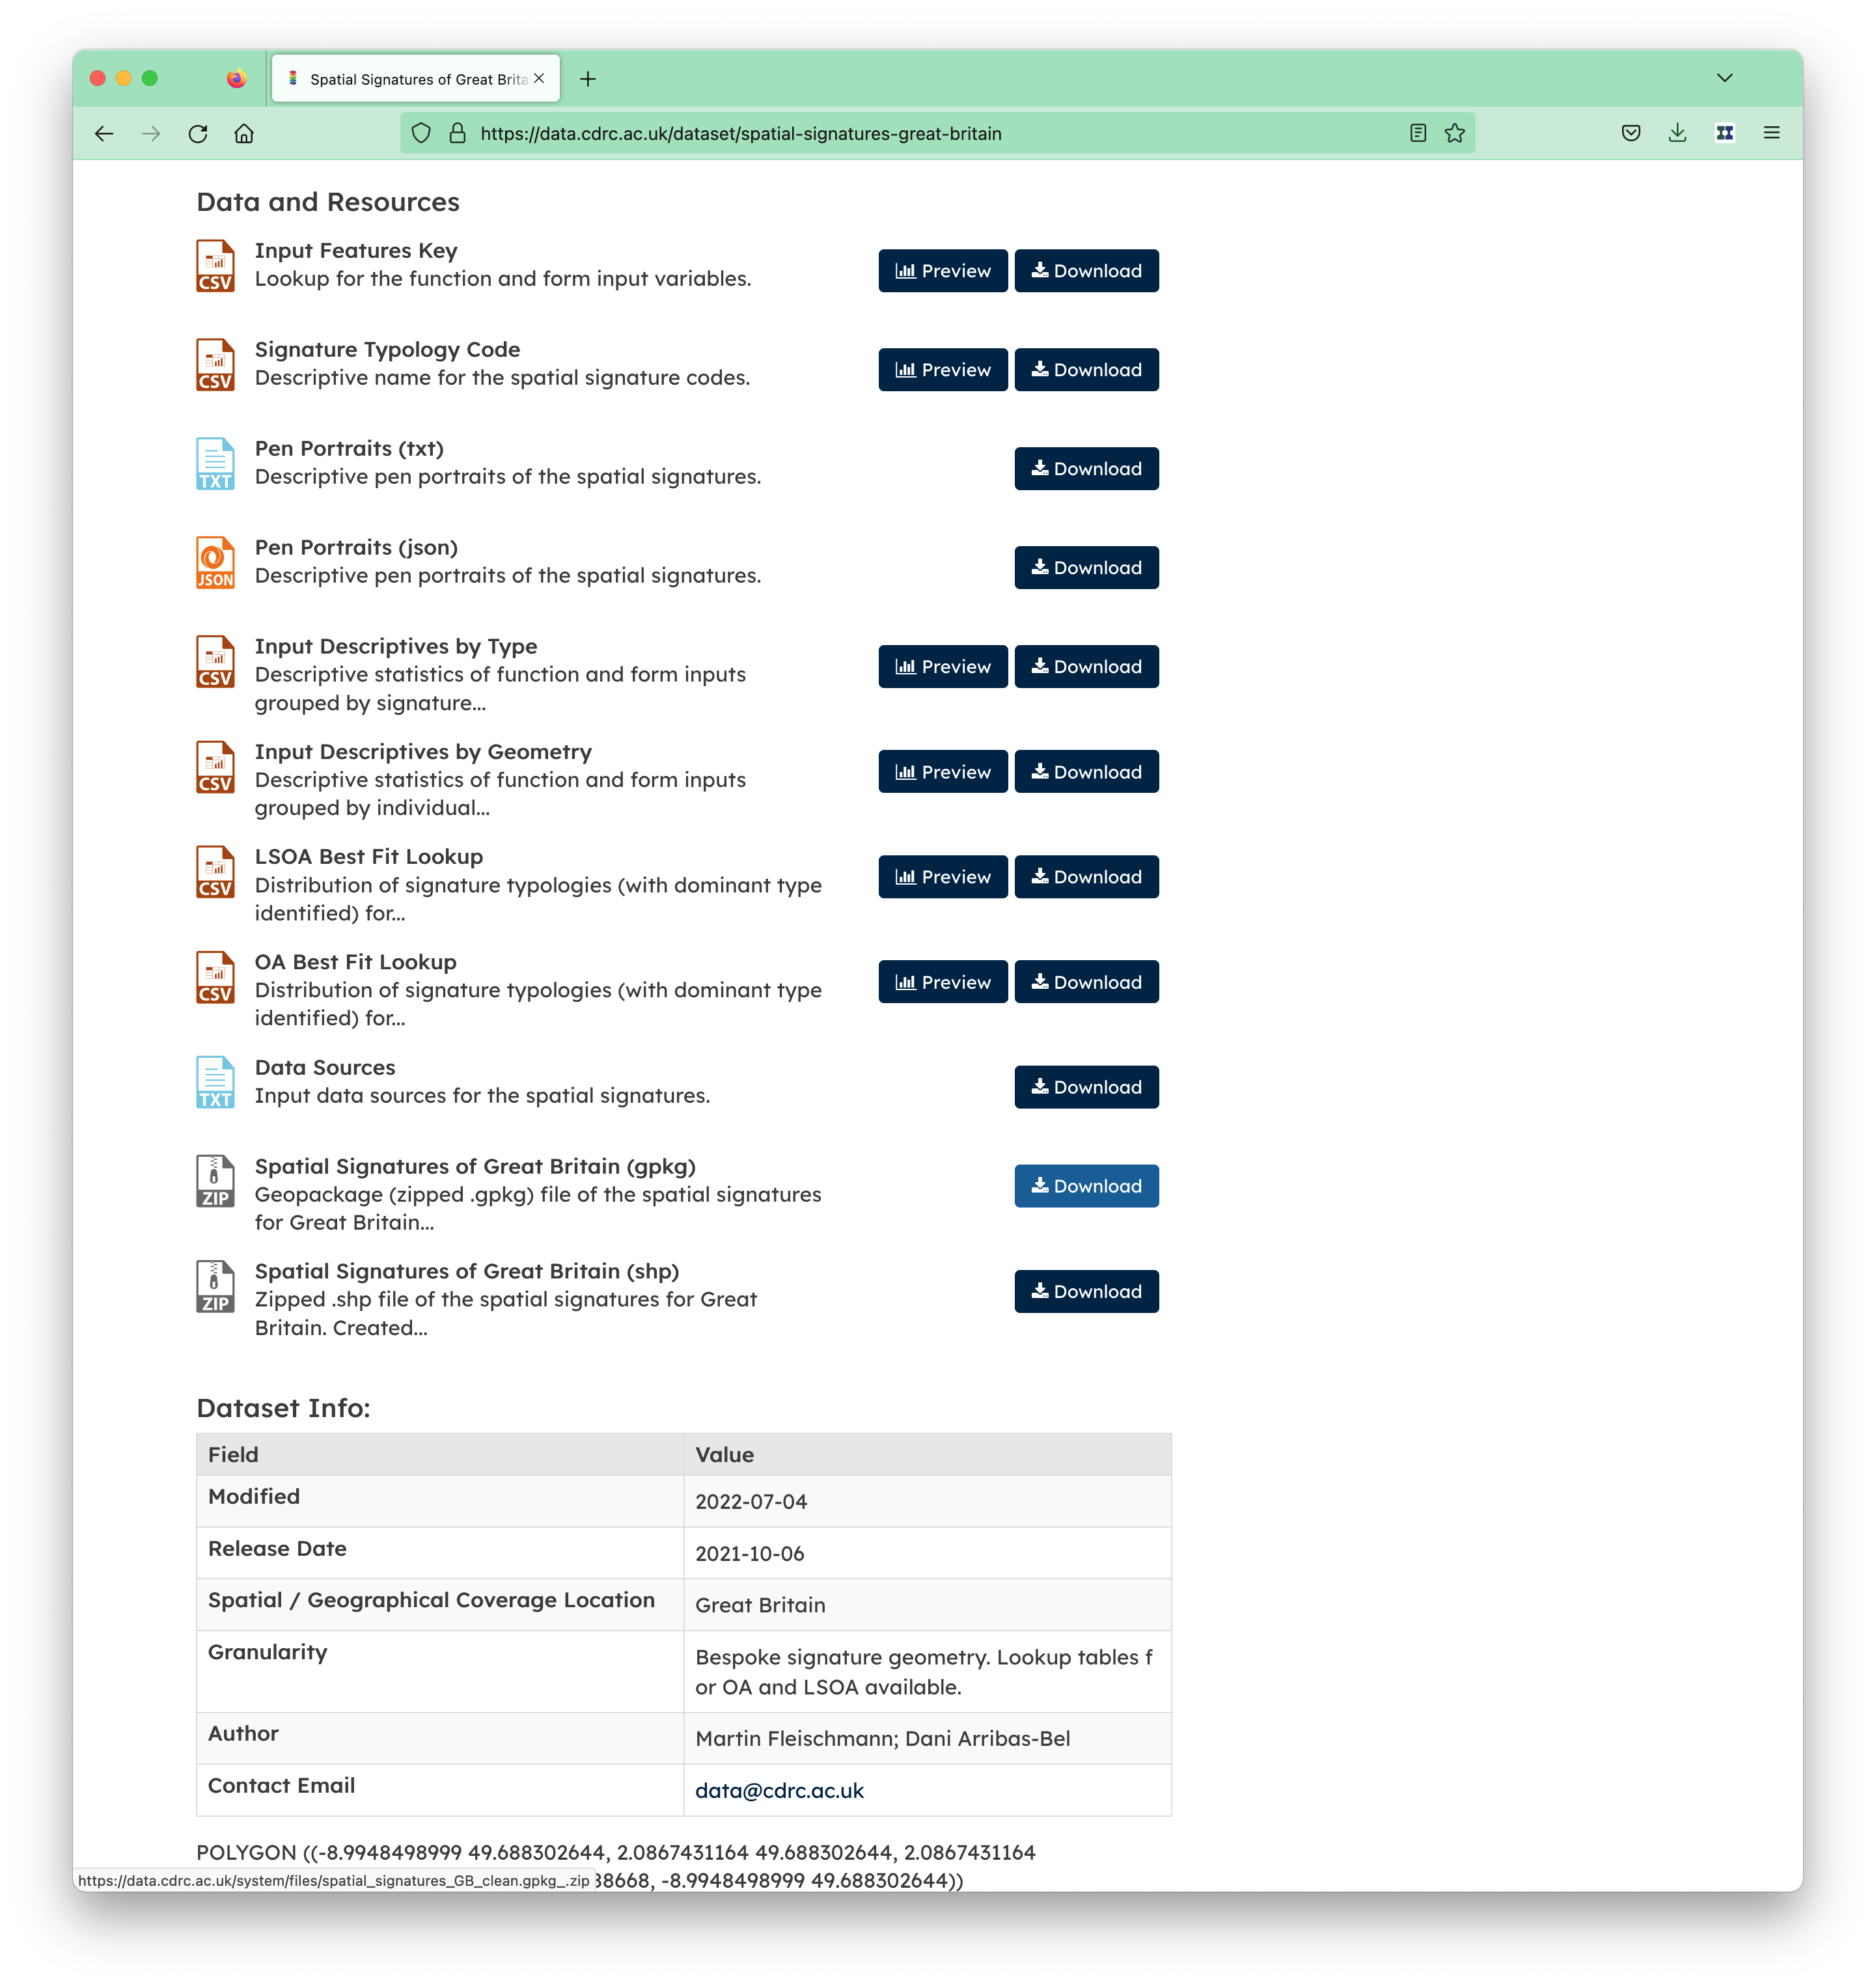 Spatial Signatures of Great Brita
https://data.cdrc.ac.uk/dataset/spatial-signatures-great-britain
Data and Resources
CSV
Input Features Key
Lookup for the function and form input variables.
Preview
Download
CSV
Signature Typology Code
Descriptive name for the spatial signature codes.
Preview
Download
TXT
Pen Portraits (txt)
Descriptive pen portraits of the spatial signatures.
Download
JSON
Pen Portraits (json)
Descriptive pen portraits of the spatial signatures.
Download
CSV
Input Descriptives by Type
Descriptive statistics of function and form inputs
grouped by signature...
Preview
Download
CSV
Input Descriptives by Geometry
Descriptive statistics of function and form inputs
grouped by individual...
Preview
Download
CSV
LSOA Best Fit Lookup
Distribution of signature typologies (with dominant type
identified) for...
Preview
Download
CSV
OA Best Fit Lookup
Distribution of signature typologies (with dominant type
identified) for...
Preview
Download
TXT
Data Sources
Input data sources for the spatial signatures.
Download
ZIP
Spatial Signatures of Great Britain (gpkg)
Geopackage (zipped .gpkg) file of the spatial signatures
for Great Britain...
Download
ZIP
Spatial Signatures of Great Britain (shp)
Zipped .shp file of the spatial signatures for Great
Britain. Created...
Download
Dataset Info:
Field Value
Modified 2022-07-04
Release Date 2021-10-06
Spatial / Geographical Coverage Location Great Britain
Granularity Bespoke signature geometry. Lookup tables f
or OA and LSOA available.
Author Martin Fleischmann; Dani Arribas-Bel
Contact Email data@cdrc.ac.uk
POLYGON ((-8.9948498999 49.688302644, 2.0867431164 49.688302644, 2.0867431164
https://data.cdrc.ac.uk/system/files/spatial_signatures_GB_clean.gpkg_.zip 38668, -8.9948498999 49.688302644))